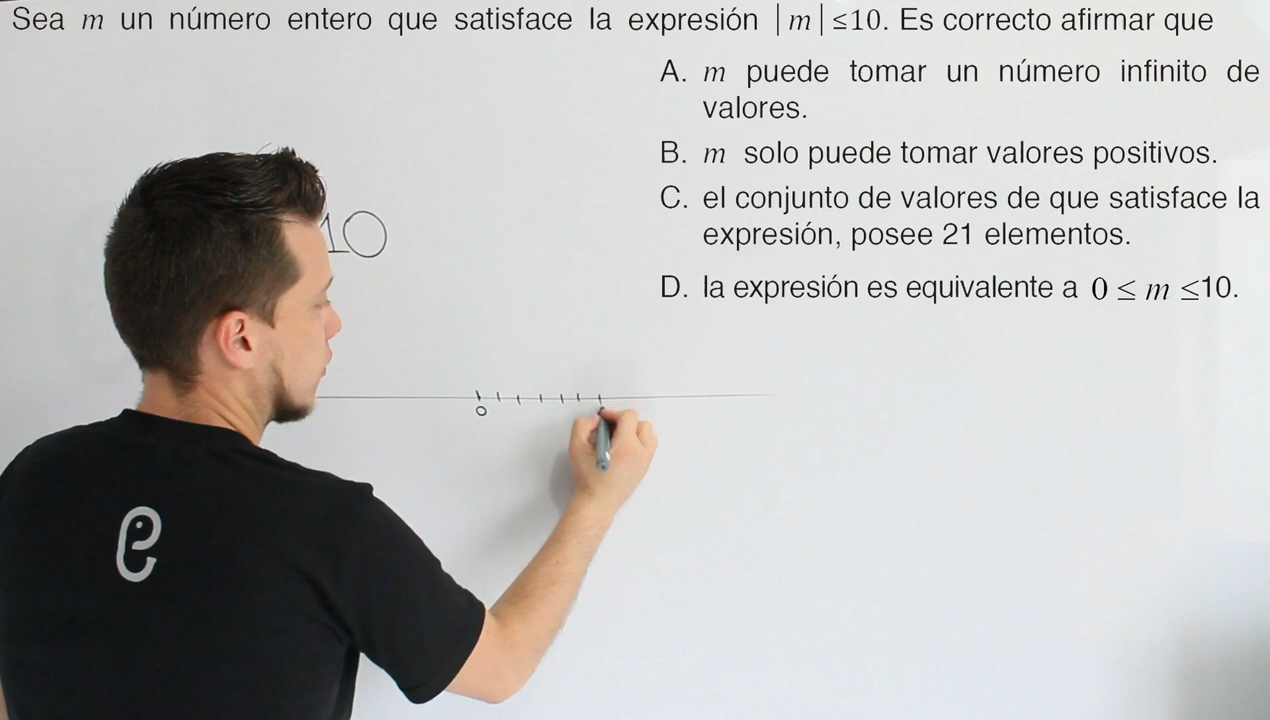 Sea m un número entero que satisface la expresión |m| ≤10. Es correcto afirmar que
A. m puede tomar un número infinito de
valores.
B. m solo puede tomar valores positivos.
C. el conjunto de valores de que satisface la
expresión, posee 21 elementos.
D. la expresión es equivalente a 0 ≤ m ≤10.
10
0